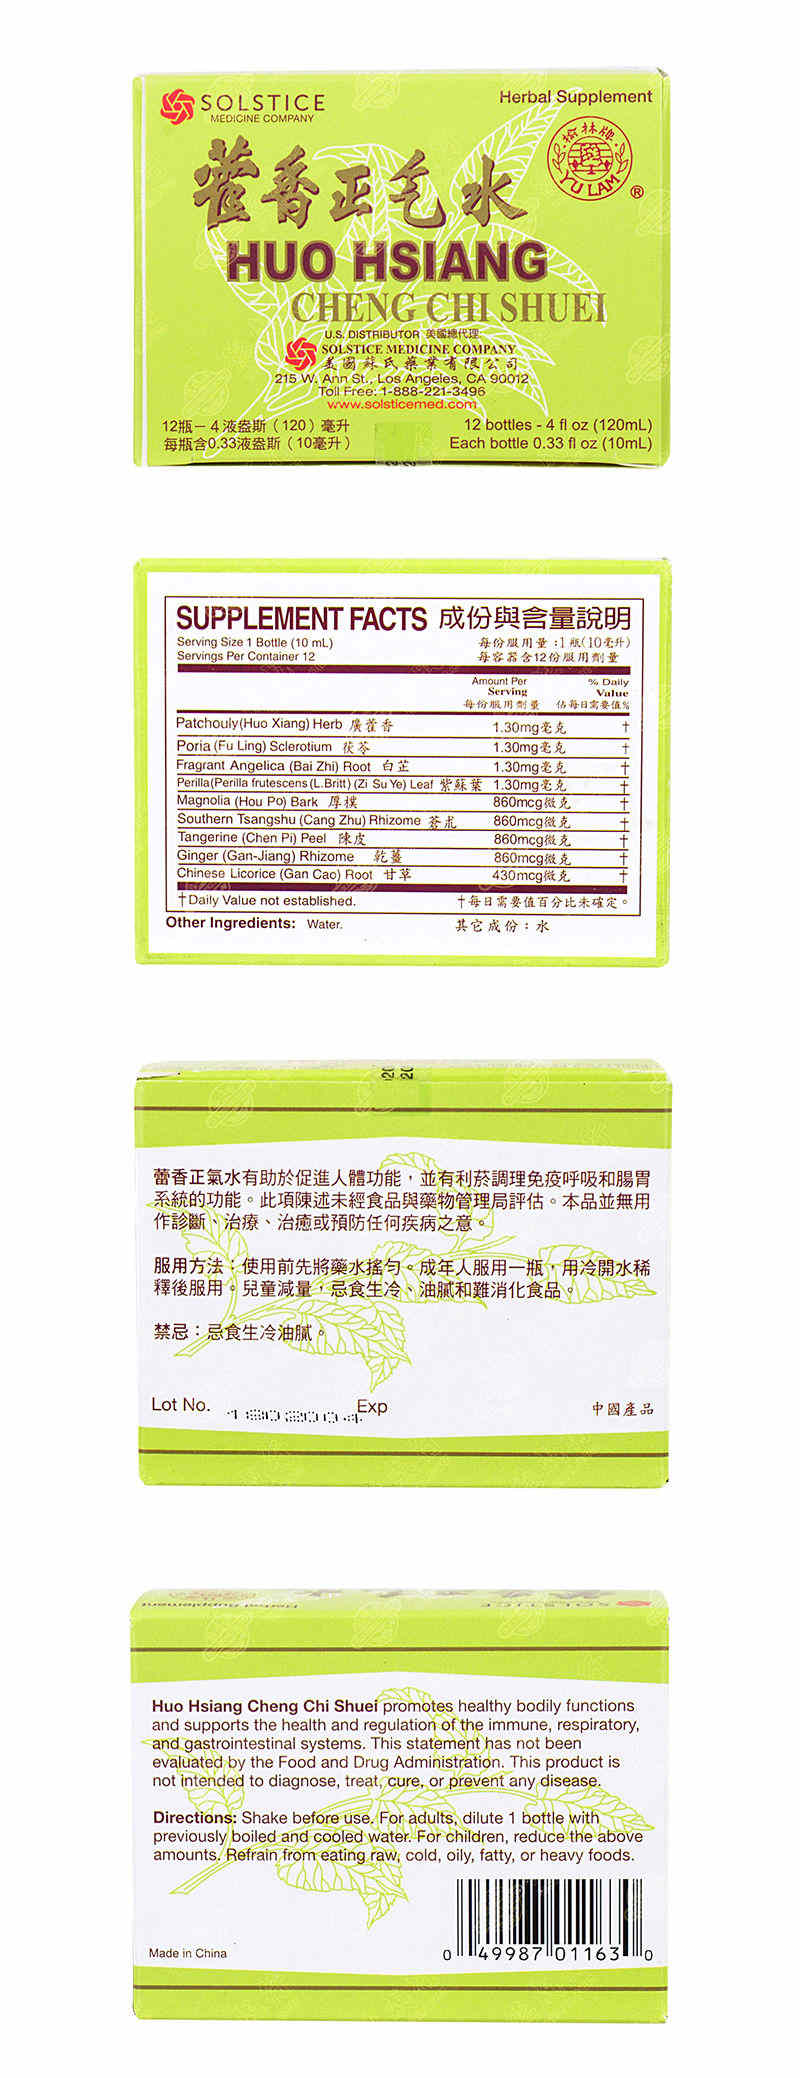 SOLSTICE
MEDICINE COMPANY
Herbal Supplement
榆林牌
YU LAM
®
藿香正气水
HUO HSIANG
CHENG CHI SHUEI
U.S. DISTRIBUTOR 美國總代理:
SOLSTICE MEDICINE COMPANY
美國蘇氏藥業有限公司
215 W. Ann St., Los Angeles, CA 90012
Toll Free: 1-888-221-3496
www.solsticemed.com
12瓶－4液盎斯（120）毫升
12 bottles - 4 fl oz (120mL)
每瓶含0.33液盎斯（10毫升）
Each bottle 0.33 fl oz (10mL)
SUPPLEMENT FACTS 成份與含量說明
Serving Size 1 Bottle (10 mL) 每份服用量:1瓶(10毫升)
Servings Per Container 12 每容器含12份服用劑量
Amount Per Serving 每份服用劑量
% Daily Value 佔每日需要值%
Patchouly(Huo Xiang) Herb 廣藿香 1.30mg毫克 †
Poria (Fu Ling) Sclerotium 茯苓 1.30mg毫克 †
Fragrant Angelica (Bai Zhi) Root 白芷 1.30mg毫克 †
Perilla(Perilla frutescens (L.Britt) (Zi Su Ye) Leaf 紫蘇葉 1.30mg毫克 †
Magnolia (Hou Po) Bark 厚樸 860mcg微克 †
Southern Tsangshu (Cang Zhu) Rhizome 蒼朮 860mcg微克 †
Tangerine (Chen Pi) Peel 陳皮 860mcg微克 †
Ginger (Gan-Jiang) Rhizome 乾薑 860mcg微克 †
Chinese Licorice (Gan Cao) Root 甘草 430mcg微克 †
†Daily Value not established. †每日需要值百分比未確定。
Other Ingredients: Water. 其它成份：水
藿香正氣水有助於促進人體功能，並有利菸調理免疫呼吸和腸胃
系統的功能。此項陳述未經食品與藥物管理局評估。本品並無用
作診斷、治療、治癒或預防任何疾病之意。
服用方法：使用前先將藥水搖勻。成年人服用一瓶，用冷開水稀
釋後服用。兒童減量，忌食生冷、油膩和難消化食品。
禁忌：忌食生冷油膩。
Lot No. Exp
中國產品
Herbal Supplement
SOLSTICE
Huo Hsiang Cheng Chi Shuei promotes healthy bodily functions
and supports the health and regulation of the immune, respiratory,
and gastrointestinal systems. This statement has not been
evaluated by the Food and Drug Administration. This product is
not intended to diagnose, treat, cure, or prevent any disease.
Directions: Shake before use. For adults, dilute 1 bottle with
previously boiled and cooled water. For children, reduce the above
amounts. Refrain from eating raw, cold, oily, fatty, or heavy foods.
Made in China
0 49987 01163 0